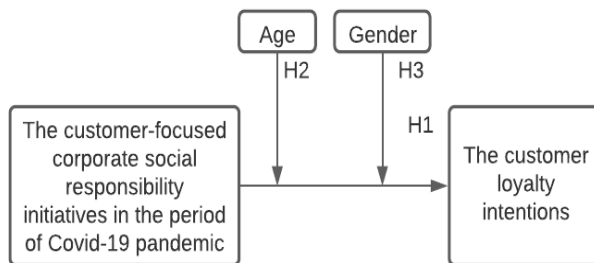 Age
Gender
H2
H3
H1
The customer-focused
corporate social
responsibility
initiatives in the period
of Covid-19 pandemic
The customer
loyalty
intentions